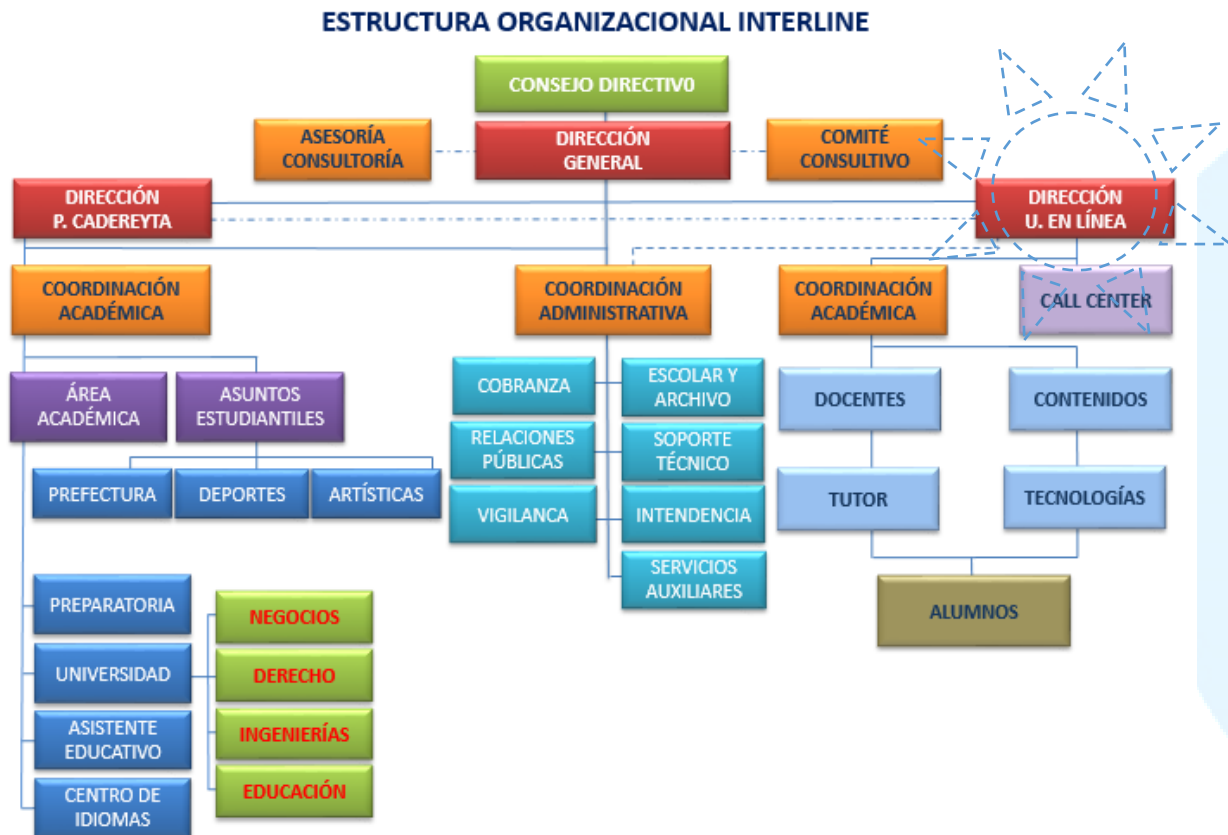 ESTRUCTURA ORGANIZACIONAL INTERLINE
CONSEJO DIRECTIV0
ASESORÍA
CONSULTORÍA
DIRECCIÓN
GENERAL
COMITÉ
CONSULTIVO
DIRECCIÓN
P. CADEREYTA
DIRECCIÓN
U. EN LÍNEA
COORDINACIÓN
ACADÉMICA
COORDINACIÓN
ADMINISTRATIVA
COORDINACIÓN
ACADÉMICA
CALL CENTER
ÁREA
ACADÉMICA
ASUNTOS
ESTUDIANTILES
PREFECTURA
DEPORTES
ARTÍSTICAS
COBRANZA
ESCOLAR Y
ARCHIVO
RELACIONES
PÚBLICAS
SOPORTE
TÉCNICO
VIGILANCA
INTENDENCIA
SERVICIOS
AUXILIARES
DOCENTES
CONTENIDOS
TUTOR
TECNOLOGÍAS
ALUMNOS
PREPARATORIA
UNIVERSIDAD
ASISTENTE
EDUCATIVO
CENTRO DE
IDIOMAS
NEGOCIOS
DERECHO
INGENIERÍAS
EDUCACIÓN